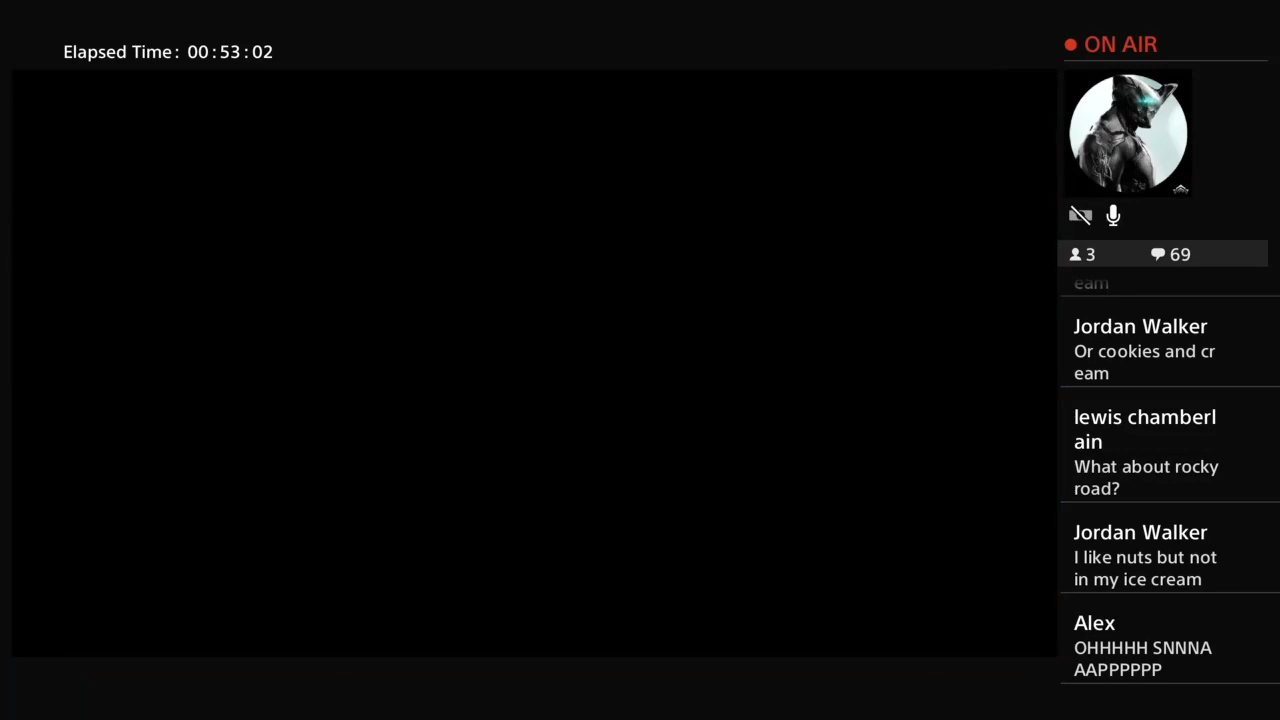 Elapsed Time: 00:53:02
ON AIR
3 69
eam
Jordan Walker
Or cookies and cr
eam
lewis chamberl
ain
What about rocky
road?
Jordan Walker
I like nuts but not
in my ice cream
Alex
OHHHHH SNNNA
AAPPPPPP